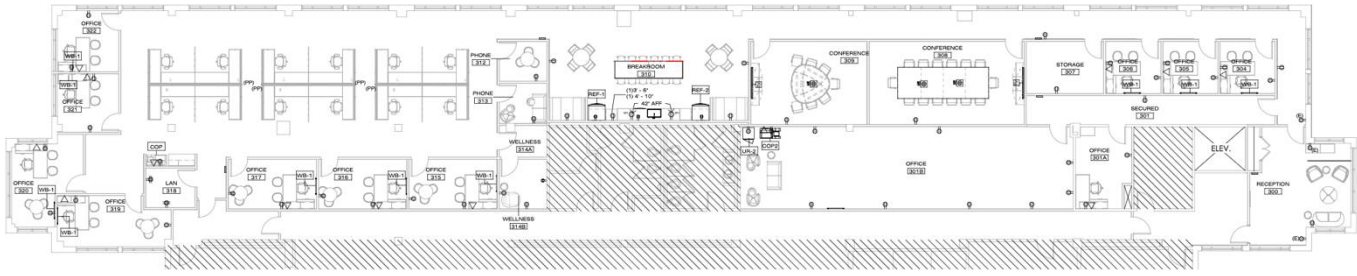 OFFICE
322
WB-1
WB-1
OFFICE
321
OFFICE
320
WB-1
WB-1
OFFICE
319
COP
LAN
318
(PP)
(PP)
(PP)
(PP)
PHONE
312
PHONE
313
WELLNESS
314A
OFFICE
317
WB-1
OFFICE
316
WB-1
OFFICE
315
WB-1
WELLNESS
314B
BREAKROOM
310
REF-1
(1)3' - 6"
(1) 4' - 10"
42" AFF
REF-2
CONFERENCE
309
CONFERENCE
308
STORAGE
307
OFFICE
306
OFFICE
305
OFFICE
304
WB-1
WB-1
WB-1
SECURED
301
UR-2
COP2
OFFICE
301B
OFFICE
301A
ELEV.
RECEPTION
300